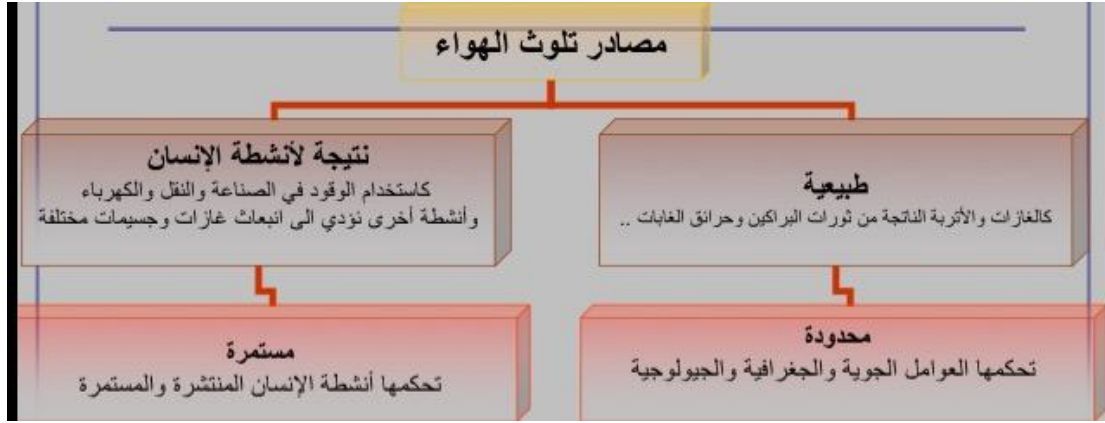 مصادر تلوث الهواء
طبيعية
كالغازات والأتربة الناتجة من ثورات البراكين وحرائق الغابات ..
محدودة
تحكمها العوامل الجوية والجغرافية والجيولوجية
نتيجة لأنشطة الإنسان
كاستخدام الوقود في الصناعة والنقل والكهرباء
وأنشطة أخرى تؤدي الى انبعاث غازات وجسيمات مختلفة
مستمرة
تحكمها أنشطة الإنسان المنتشرة والمستمرة